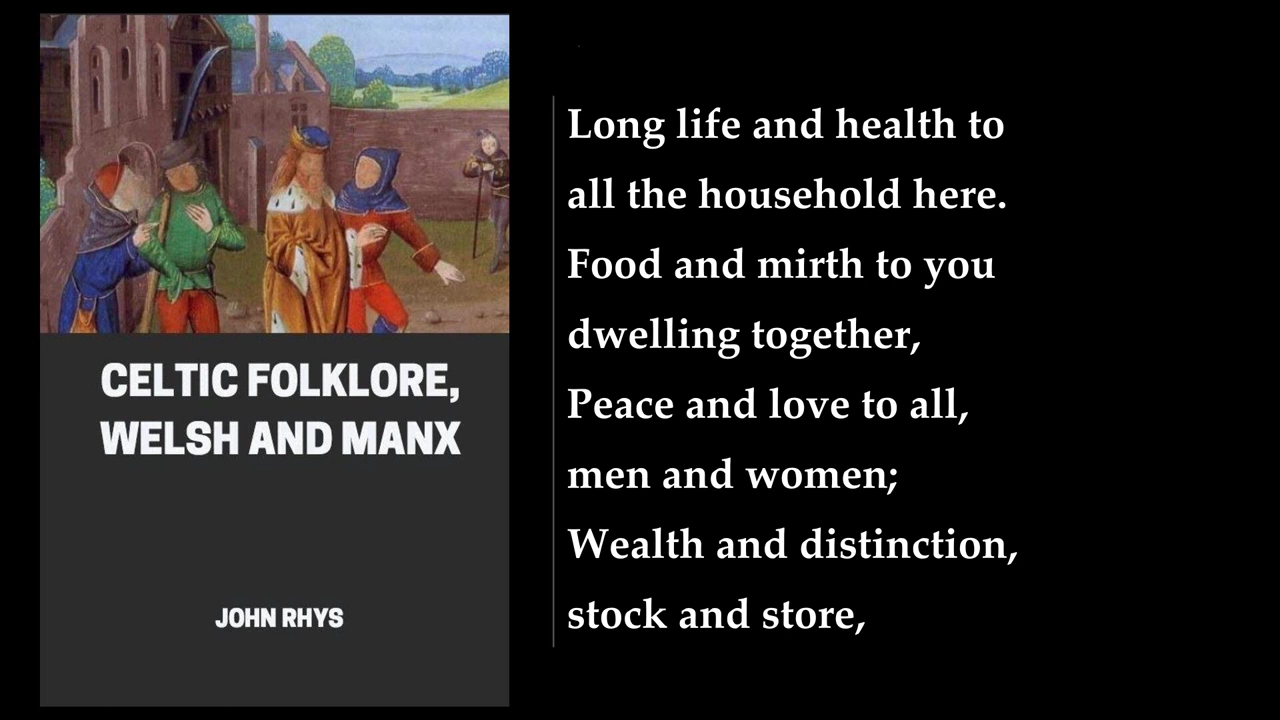 CELTIC FOLKLORE,
WELSH AND MANX
JOHN RHYS
Long life and health to
all the household here.
Food and mirth to you
dwelling together,
Peace and love to all,
men and women;
Wealth and distinction,
stock and store,